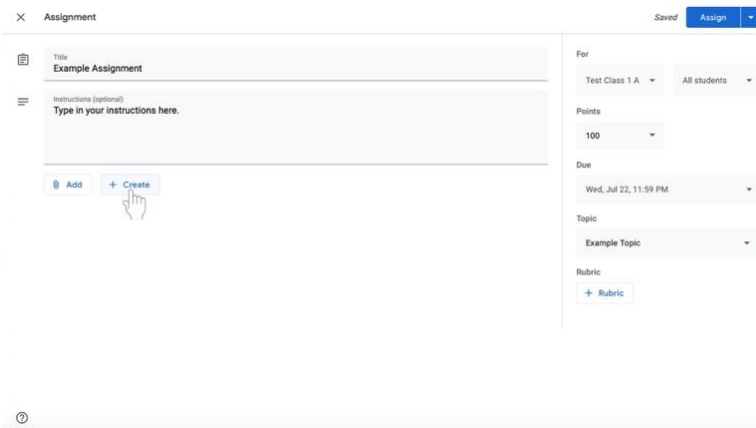 Assignment
Saved
Assign
Title
Example Assignment
Instructions (optional)
Type in your instructions here.
Add
+ Create
For
Test Class 1 A
All students
Points
100
Due
Wed, Jul 22, 11:59 PM
Topic
Example Topic
Rubric
+ Rubric